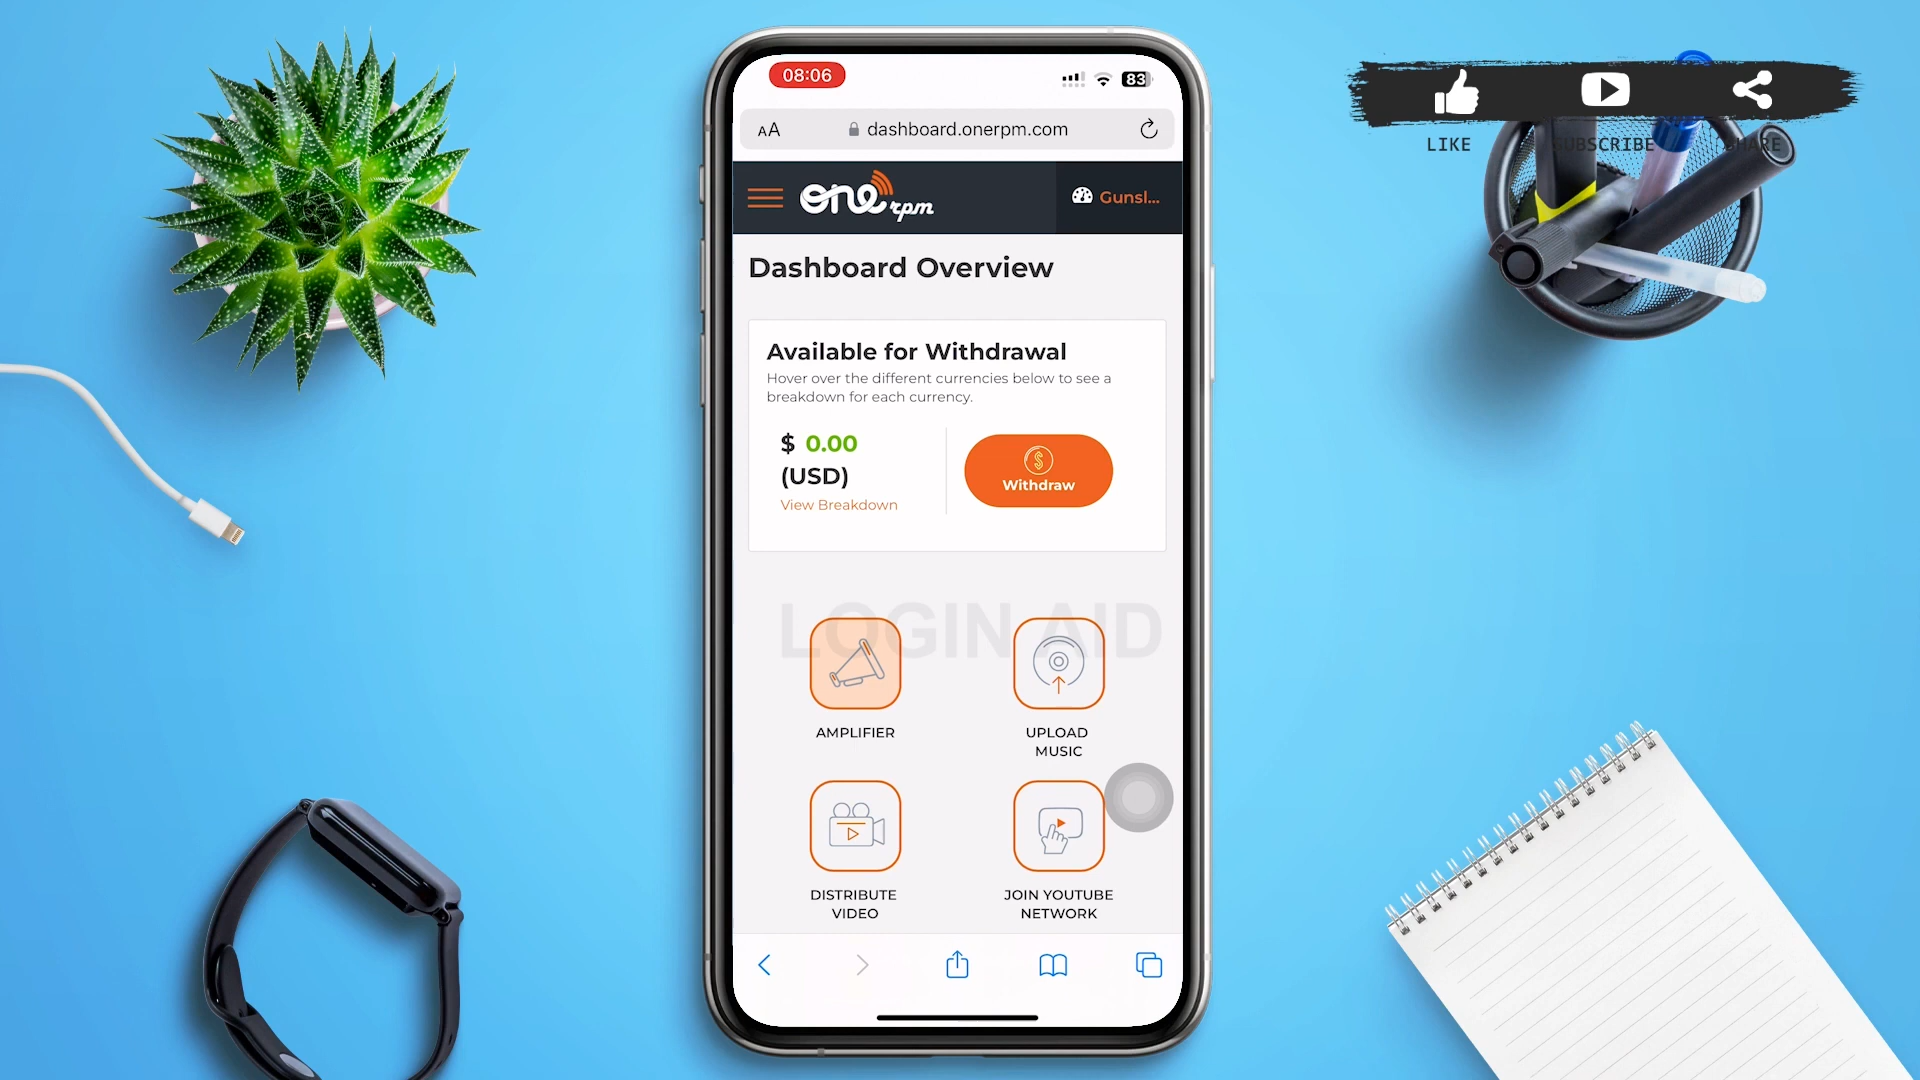 08:06
83
AA dashboard.onerpm.com
one rpm
Gunsl...
Dashboard Overview
Available for Withdrawal
Hover over the different currencies below to see a
breakdown for each currency.
$ 0.00
(USD)
View Breakdown
Withdraw
LOGIN AID
AMPLIFIER
UPLOAD
MUSIC
DISTRIBUTE
VIDEO
JOIN YOUTUBE
NETWORK
LIKE
SUBSCRIBE
SHARE